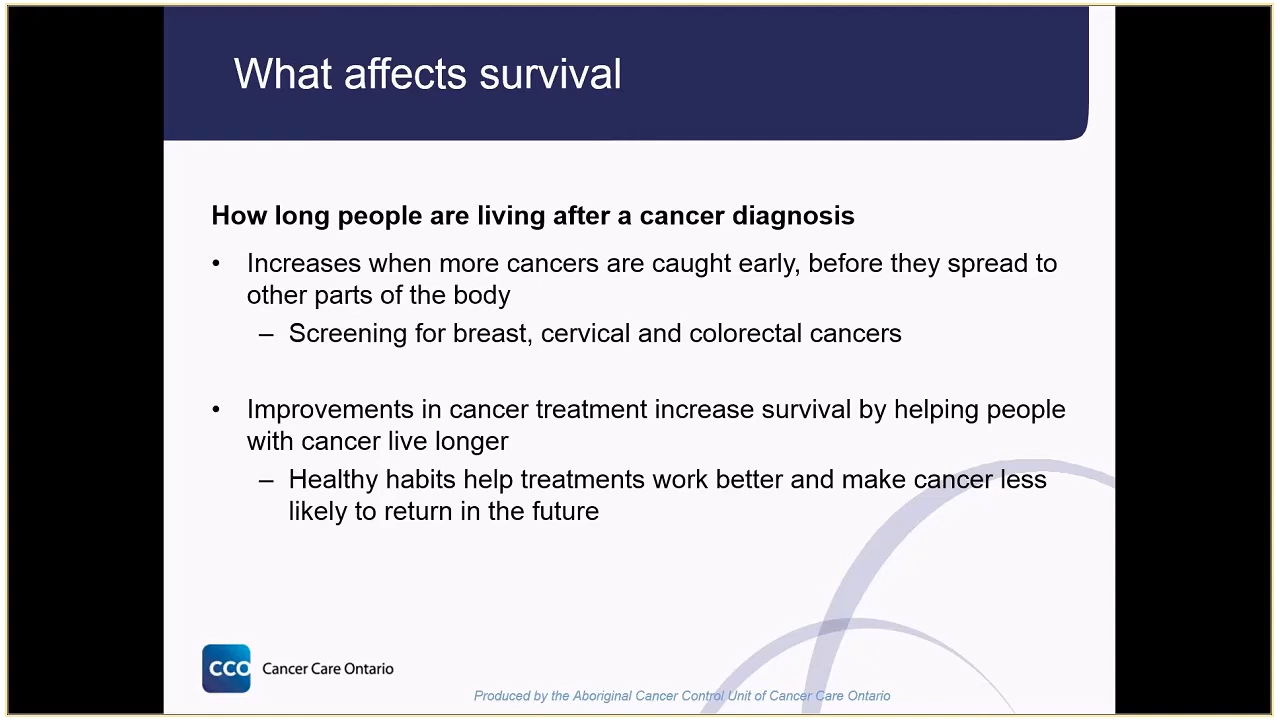 What affects survival
How long people are living after a cancer diagnosis
• Increases when more cancers are caught early, before they spread to
other parts of the body
– Screening for breast, cervical and colorectal cancers
• Improvements in cancer treatment increase survival by helping people
with cancer live longer
– Healthy habits help treatments work better and make cancer less
likely to return in the future
CCO Cancer Care Ontario
Produced by the Aboriginal Cancer Control Unit of Cancer Care Ontario